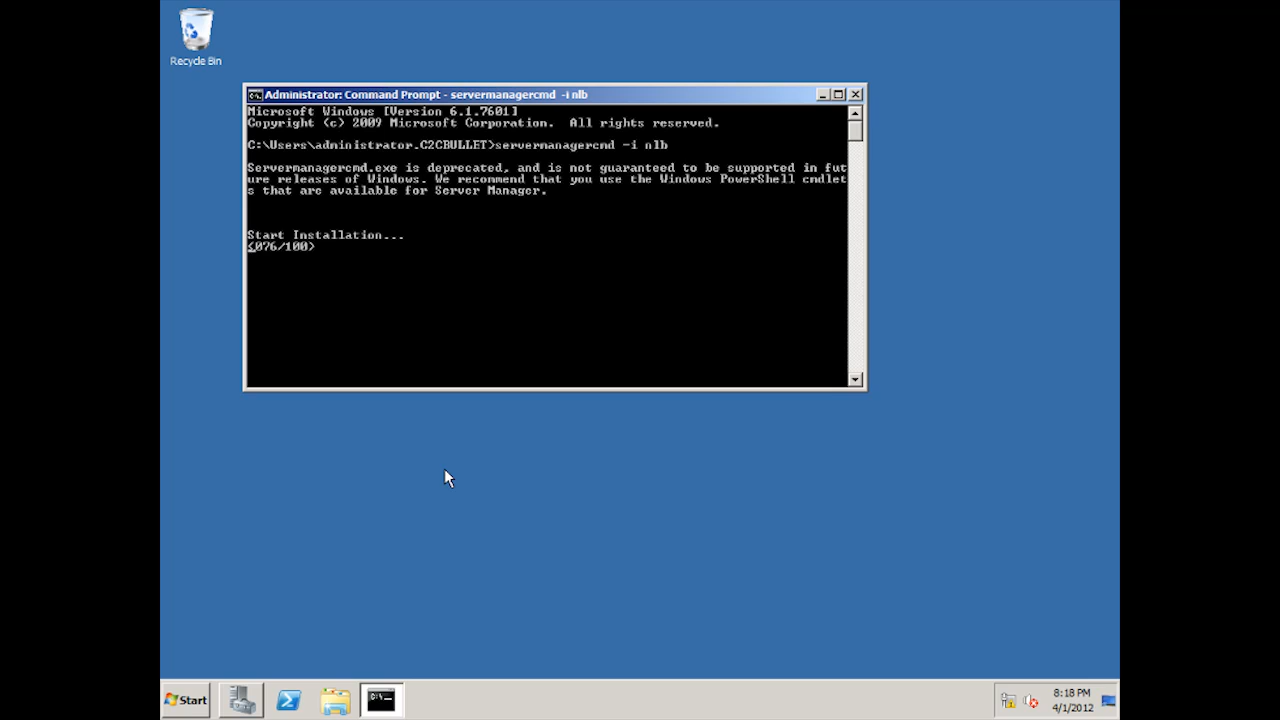 Recycle Bin
Administrator: Command Prompt - servermanagercmd -i nlb
Microsoft Windows [Version 6.1.7601]
Copyright (c) 2009 Microsoft Corporation.  All rights reserved.
C:\Users\administrator.C2CBULLET>servermanagercmd -i nlb
Servermanagercmd.exe is deprecated, and is not guaranteed to be supported in fut
ure releases of Windows. We recommend that you use the Windows PowerShell cmdlet
s that are available for Server Manager.
Start Installation...
<076/100>
Start
8:18 PM
4/1/2012